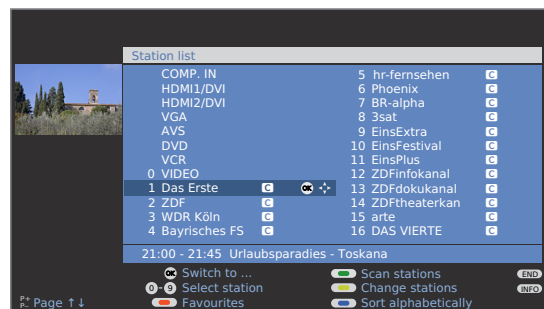 Station list
COMP. IN
HDMI1/DVI
HDMI2/DVI
VGA
AVS
DVD
VCR
0 VIDEO
1 Das Erste C OK
2 ZDF C
3 WDR Köln C
4 Bayrisches FS C
5 hr-fernsehen C
6 Phoenix C
7 BR-alpha C
8 3sat C
9 EinsExtra C
10 EinsFestival C
11 EinsPlus C
12 ZDFinfokanal C
13 ZDFdokukanal C
14 ZDFtheaterkan C
15 arte C
16 DAS VIERTE C
21:00 - 21:45 Urlaubsparadies - Toskana
OK Switch to ...
0-9 Select station
Favourites
Scan stations END
Change stations INFO
Sort alphabetically
P+ P- Page ↑↓